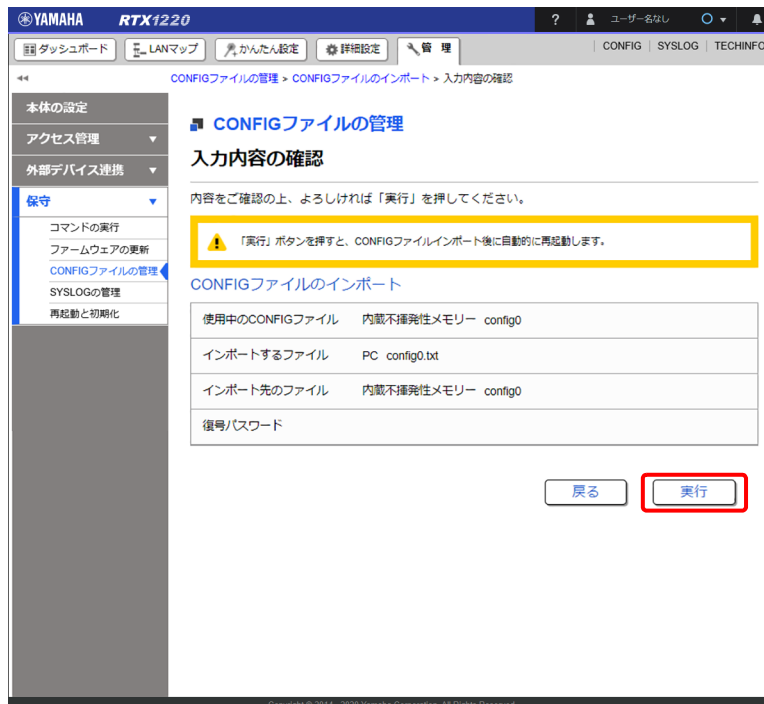 YAMAHA RTX1220 ? ユーザー名なし
ダッシュボード LANマップ かんたん設定 詳細設定 管 理 CONFIG SYSLOG TECHINFO
CONFIGファイルの管理 > CONFIGファイルのインポート > 入力内容の確認
本体の設定
アクセス管理 ▼
外部デバイス連携 ▼
保守 ▼
コマンドの実行
ファームウェアの更新
CONFIGファイルの管理
SYSLOGの管理
再起動と初期化
CONFIGファイルの管理
入力内容の確認
内容をご確認の上、よろしければ「実行」を押してください。
「実行」ボタンを押すと、CONFIGファイルインポート後に自動的に再起動します。
CONFIGファイルのインポート
使用中のCONFIGファイル 内蔵不揮発性メモリー config0
インポートするファイル PC config0.txt
インポート先のファイル 内蔵不揮発性メモリー config0
復号パスワード
戻る 実行
Copyright © 2014 - 2020 Yamaha Corporation. All Rights Reserved.